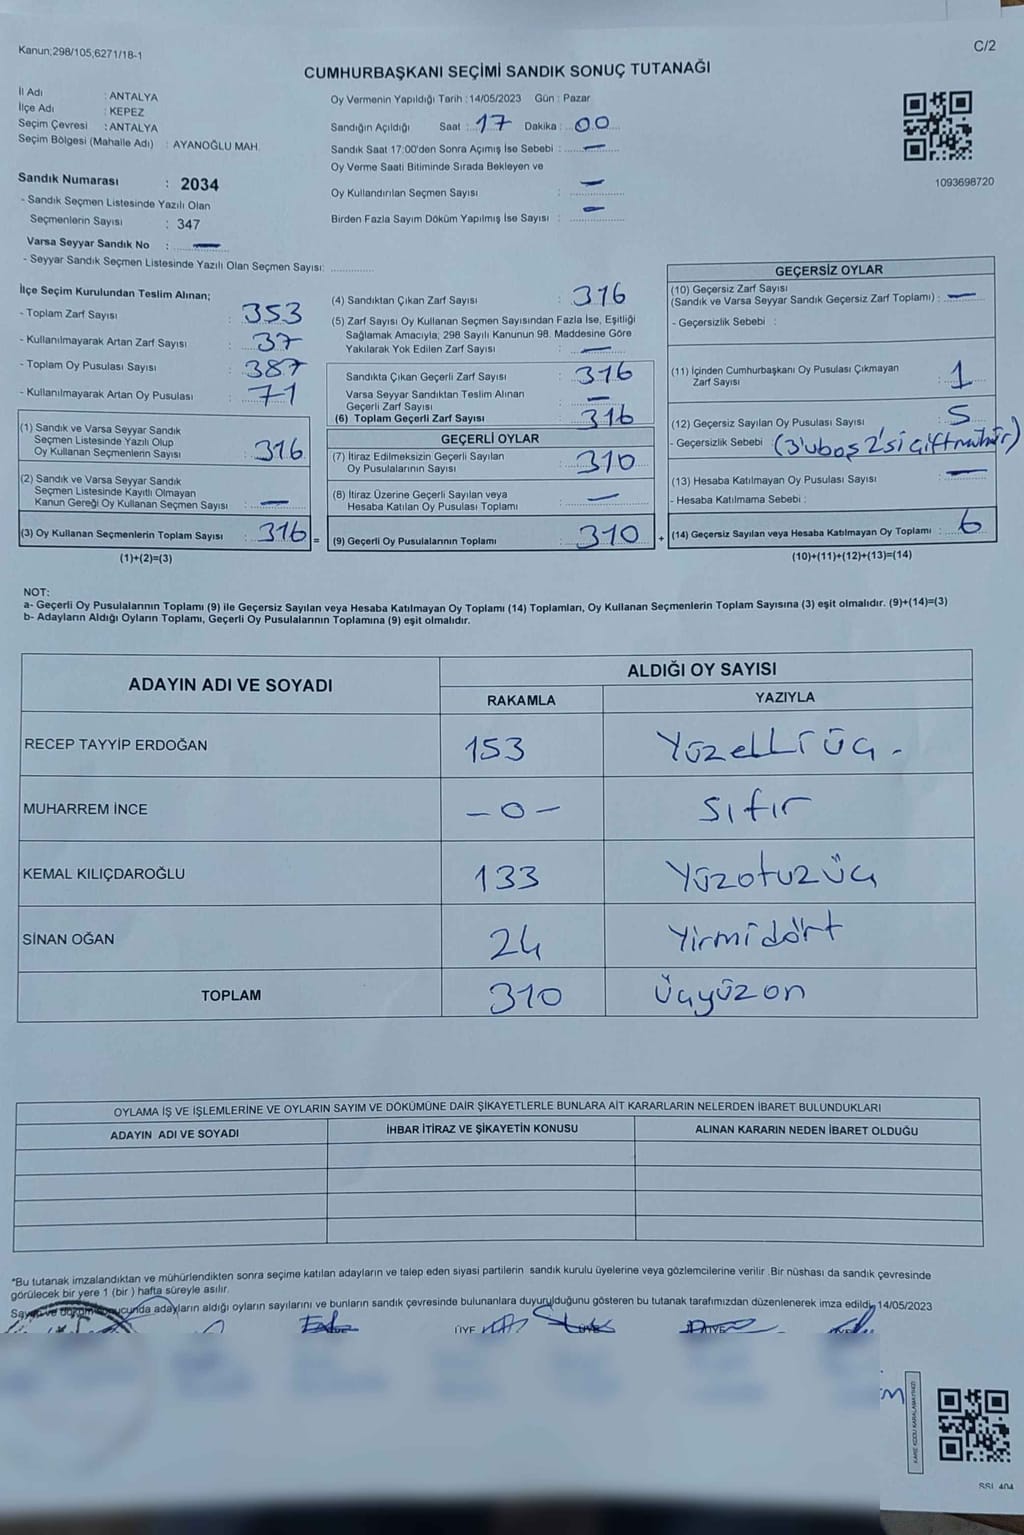 Kanun;298/105,6271/18-1
C/2
CUMHURBAŞKANI SEÇİMİ SANDIK SONUÇ TUTANAĞI
İl Adı : ANTALYA
İlçe Adı : KEPEZ
Seçim Çevresi : ANTALYA
Seçim Bölgesi (Mahalle Adı) : AYANOĞLU MAH.
Sandık Numarası : 2034
- Sandık Seçmen Listesinde Yazılı Olan
Seçmenlerin Sayısı : 347
Varsa Seyyar Sandık No : —
- Seyyar Sandık Seçmen Listesinde Yazılı Olan Seçmen Sayısı: ..............
Oy Vermenin Yapıldığı Tarih : 14/05/2023 Gün : Pazar
Sandığın Açıldığı Saat : 17 Dakika : 00
Sandık Saat 17:00'den Sonra Açımış İse Sebebi : —
Oy Verme Saati Bitiminde Sırada Bekleyen ve
Oy Kullandırılan Seçmen Sayısı : —
Birden Fazla Sayım Döküm Yapılmış İse Sayısı : —
1093698720
İlçe Seçim Kurulundan Teslim Alınan;
- Toplam Zarf Sayısı : 353
- Kullanılmayarak Artan Zarf Sayısı : 37
- Toplam Oy Pusulası Sayısı : 387
- Kullanılmayarak Artan Oy Pusulası : 71
(1) Sandık ve Varsa Seyyar Sandık
Seçmen Listesinde Yazılı Olup
Oy Kullanan Seçmenlerin Sayısı : 316
(2) Sandık ve Varsa Seyyar Sandık
Seçmen Listesinde Kayıtlı Olmayan
Kanun Gereği Oy Kullanan Seçmen Sayısı : —
(3) Oy Kullanan Seçmenlerin Toplam Sayısı : 316 =
(1)+(2)=(3)
(4) Sandıktan Çıkan Zarf Sayısı : 316
(5) Zarf Sayısı Oy Kullanan Seçmen Sayısından Fazla İse, Eşitliği
Sağlamak Amacıyla; 298 Sayılı Kanunun 98. Maddesine Göre
Yakılarak Yok Edilen Zarf Sayısı : —
Sandıkta Çıkan Geçerli Zarf Sayısı : 316
Varsa Seyyar Sandıktan Teslim Alınan
Geçerli Zarf Sayısı : —
(6) Toplam Geçerli Zarf Sayısı : 316
GEÇERLİ OYLAR
(7) İtiraz Edilmeksizin Geçerli Sayılan
Oy Pusulalarının Sayısı : 310
(8) İtiraz Üzerine Geçerli Sayılan veya
Hesaba Katılan Oy Pusulası Toplamı : —
(9) Geçerli Oy Pusulalarının Toplamı : 310 +
GEÇERSİZ OYLAR
(10) Geçersiz Zarf Sayısı
(Sandık ve Varsa Seyyar Sandık Geçersiz Zarf Toplamı) : —
- Geçersizlik Sebebi :
(11) İçinden Cumhurbaşkanı Oy Pusulası Çıkmayan
Zarf Sayısı : 1
(12) Geçersiz Sayılan Oy Pusulası Sayısı : 5
- Geçersizlik Sebebi (3'ü boş 2'si çift mühür)
(13) Hesaba Katılmayan Oy Pusulası Sayısı : —
- Hesaba Katılmama Sebebi :
(14) Geçersiz Sayılan veya Hesaba Katılmayan Oy Toplamı : 6
(10)+(11)+(12)+(13)=(14)
NOT:
a- Geçerli Oy Pusulalarının Toplamı (9) ile Geçersiz Sayılan veya Hesaba Katılmayan Oy Toplamı (14) Toplamları, Oy Kullanan Seçmenlerin Toplam Sayısına (3) eşit olmalıdır. (9)+(14)=(3)
b- Adayların Aldığı Oyların Toplamı, Geçerli Oy Pusulalarının Toplamına (9) eşit olmalıdır.
ADAYIN ADI VE SOYADI ALDIĞI OY SAYISI
RAKAMLA YAZIYLA
RECEP TAYYİP ERDOĞAN 153 Yüzelliüç -
MUHARREM İNCE - 0 - Sıfır
KEMAL KILIÇDAROĞLU 133 Yüzotuzüç
SİNAN OĞAN 24 Yirmidört
TOPLAM 310 Üçyüzon
OYLAMA İŞ VE İŞLEMLERİNE VE OYLARIN SAYIM VE DÖKÜMÜNE DAİR ŞİKAYETLERLE BUNLARA AİT KARARLARIN NELERDEN İBARET BULUNDUKLARI
ADAYIN ADI VE SOYADI İHBAR İTİRAZ VE ŞİKAYETİN KONUSU ALINAN KARARIN NEDEN İBARET OLDUĞU
*Bu tutanak imzalandıktan ve mühürlendikten sonra seçime katılan adayların ve talep eden siyasi partilerin sandık kurulu üyelerine veya gözlemcilerine verilir. Bir nüshası da sandık çevresinde
görülecek bir yere 1 (bir ) hafta süreyle asılır.
Sayım ve döküm sonucunda adayların aldığı oyların sayılarını ve bunların sandık çevresinde bulunanlara duyurulduğunu gösteren bu tutanak tarafımızdan düzenlenerek imza edildi. 14/05/2023
ÜYE ÜYE ÜYE
KARE KODU KARALAMAYINIZ!
SSI 404